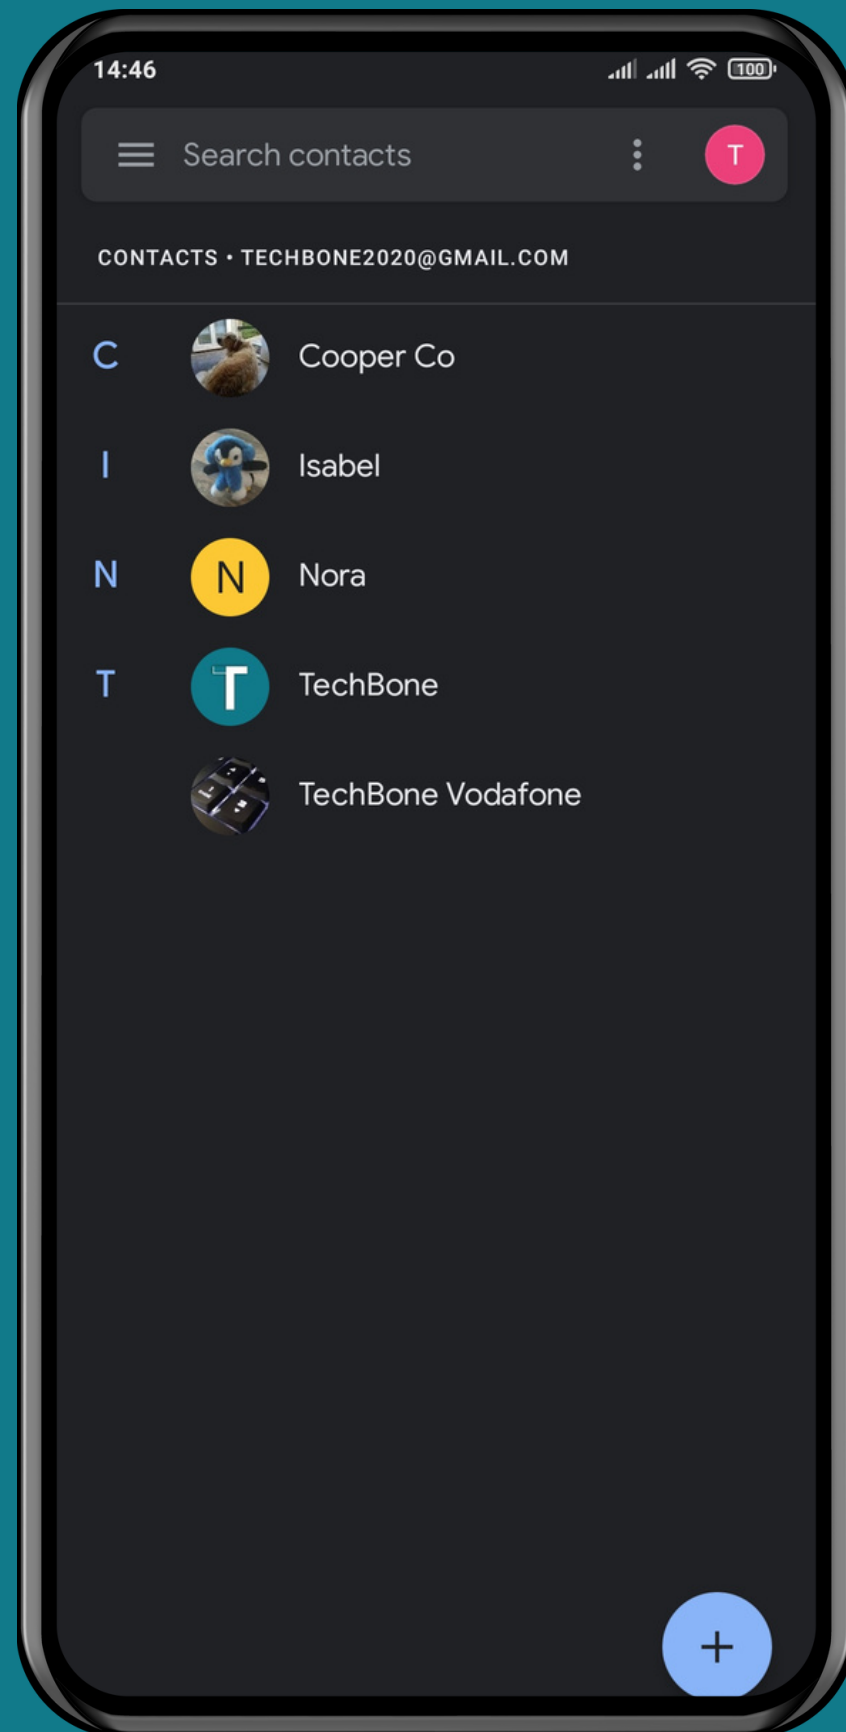 14:46 100
Search contacts T
CONTACTS • TECHBONE2020@GMAIL.COM
C Cooper Co
I Isabel
N N Nora
T T TechBone
TechBone Vodafone
+